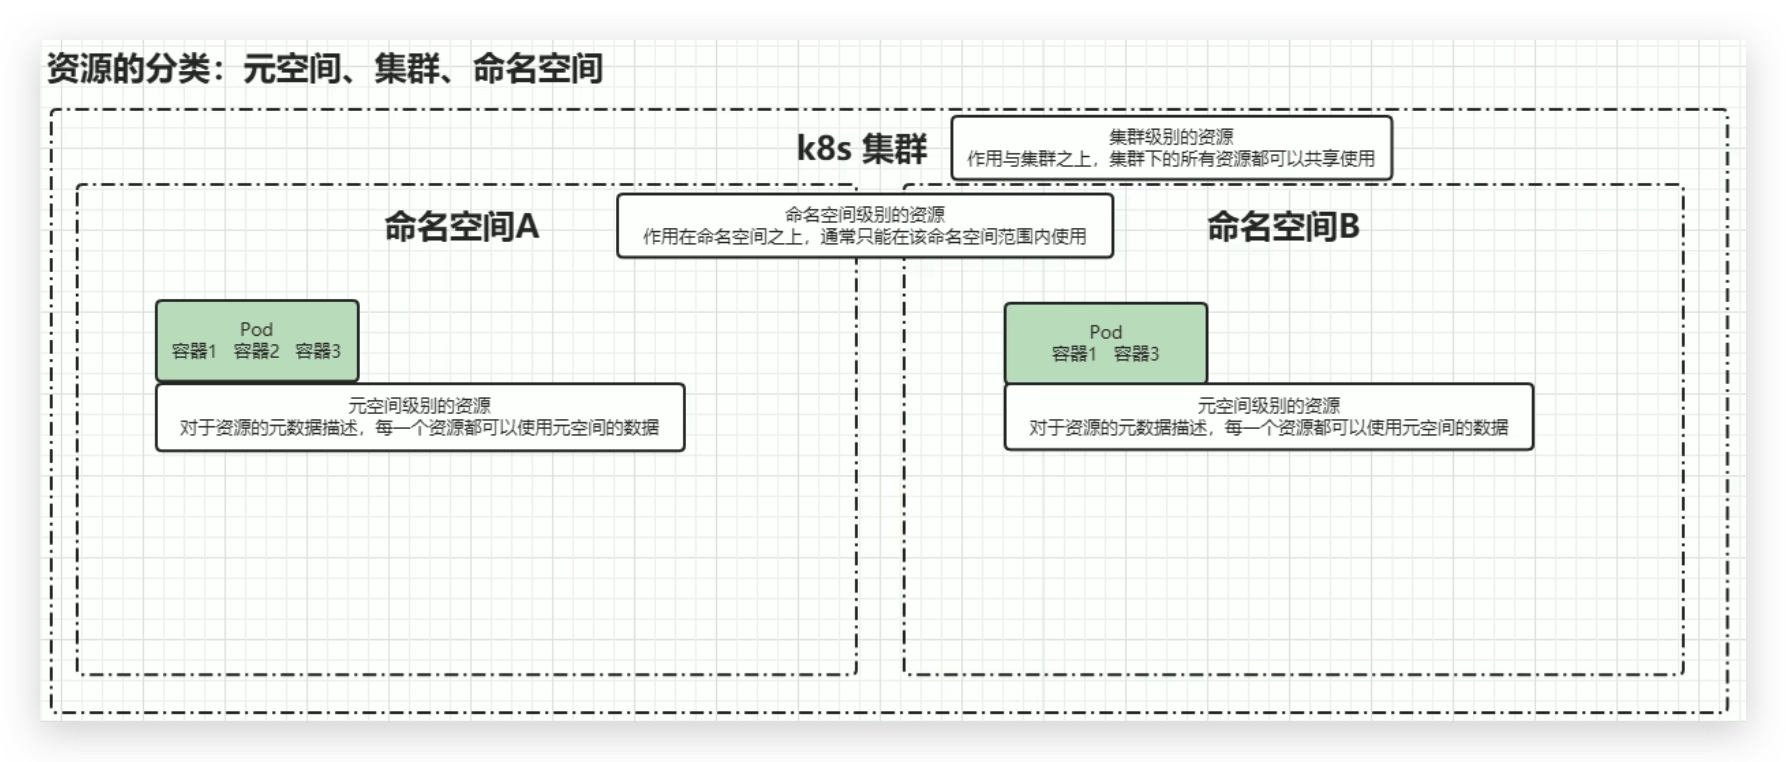 资源的分类：元空间、集群、命名空间
k8s 集群
集群级别的资源
作用与集群之上，集群下的所有资源都可以共享使用
命名空间A
命名空间级别的资源
作用在命名空间之上，通常只能在该命名空间范围内使用
命名空间B
Pod
容器1 容器2 容器3
元空间级别的资源
对于资源的元数据描述，每一个资源都可以使用元空间的数据
Pod
容器1 容器3
元空间级别的资源
对于资源的元数据描述，每一个资源都可以使用元空间的数据